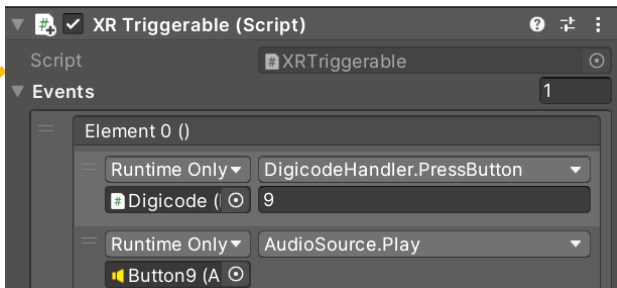 XR Triggerable (Script)
Script XRTriggerable
Events 1
Element 0 ()
Runtime Only DigicodeHandler.PressButton
Digicode ( 9
Runtime Only AudioSource.Play
Button9 (A